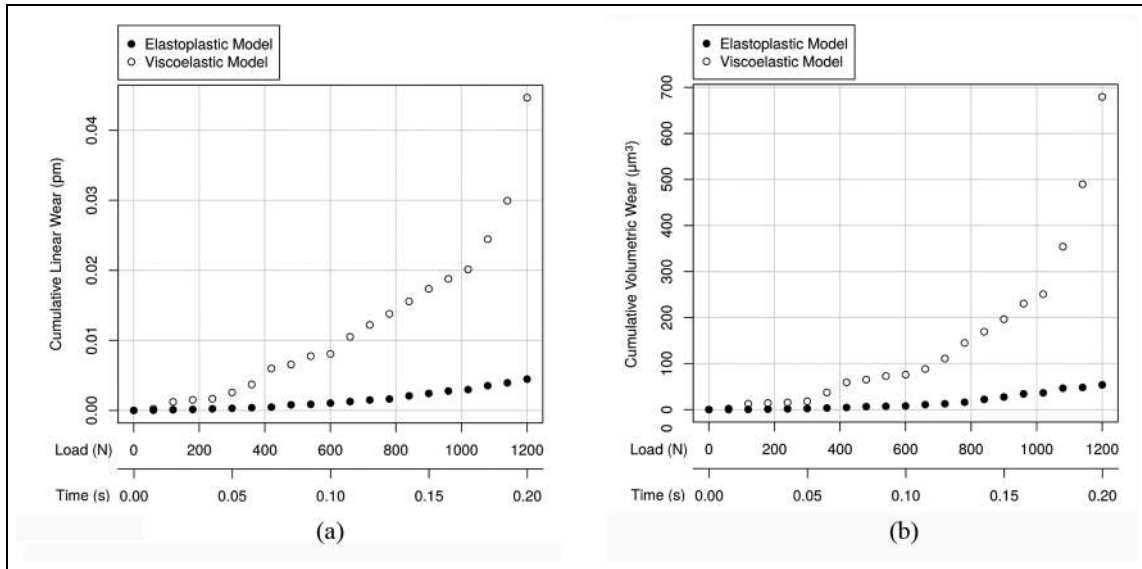 Elastoplastic Model
Viscoelastic Model
Cumulative Linear Wear (pm)
0.04
0.03
0.02
0.01
0.00
Load (N) 0 200 400 600 800 1000 1200
Time (s) 0.00 0.05 0.10 0.15 0.20
(a)
Elastoplastic Model
Viscoelastic Model
Cumulative Volumetric Wear (µm³)
700
600
500
400
300
200
100
0
0
Load (N) 0 200 400 600 800 1000 1200
Time (s) 0.00 0.05 0.10 0.15 0.20
(b)